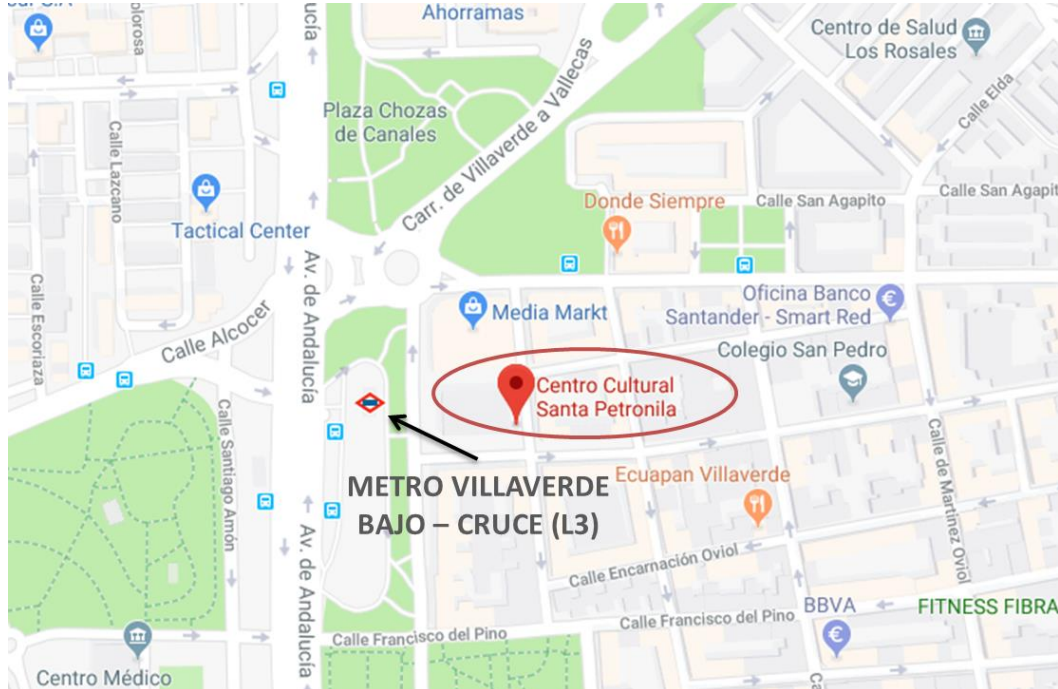 Ahorramas
Centro de Salud
Los Rosales
Calle Elda
Plaza Chozas
de Canales
Carr. de Villaverde a Vallecas
Calle Lazcano
Tactical Center
Donde Siempre
Calle San Agapito
Calle San Agapit
Av. de Andalucía
Calle Escoriaza
Calle Alcocer
Media Markt
Oficina Banco
Santander - Smart Red
Colegio San Pedro
Centro Cultural
Santa Petronila
Calle Santiago Amón
METRO VILLAVERDE
BAJO – CRUCE (L3)
Ecuapan Villaverde
Calle de Martinez Oviol
Av. de Andalucía
Calle Encarnación Oviol
Calle Francisco del Pino
Calle Francisco del Pino
BBVA
FITNESS FIBRA
Centro Médico